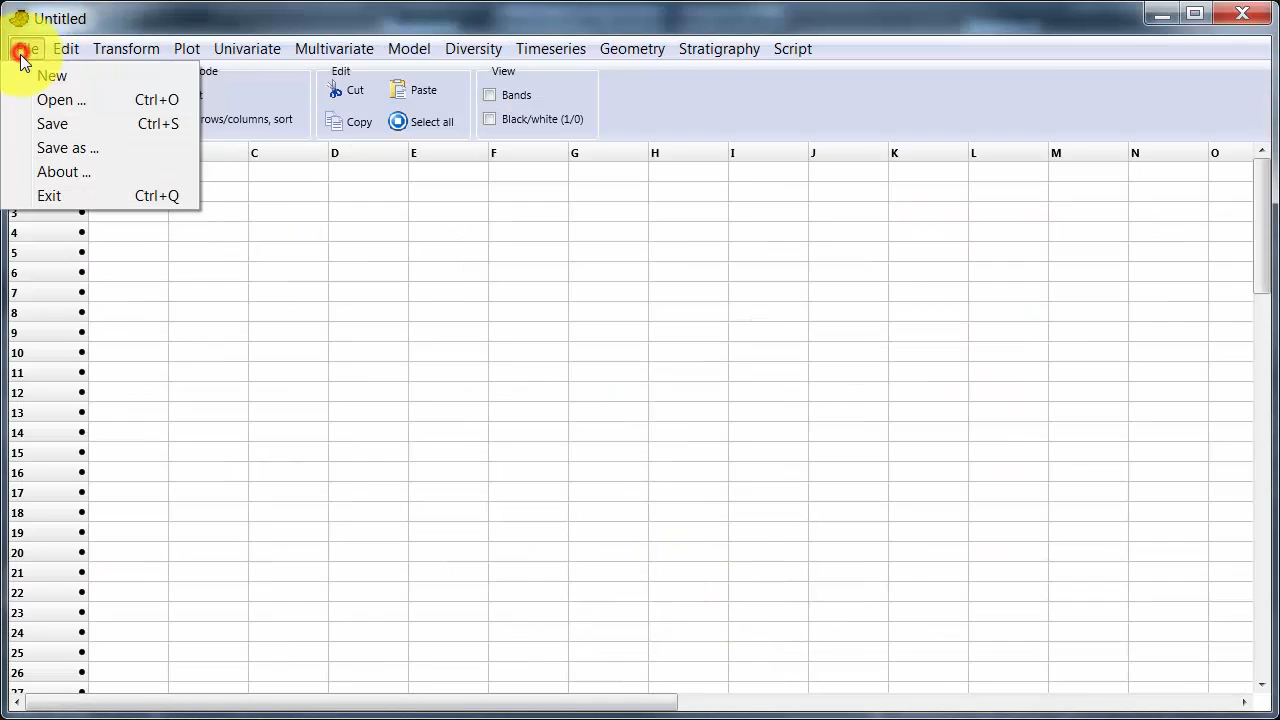 Untitled
Edit Transform Plot Univariate Multivariate Model Diversity Timeseries Geometry Stratigraphy Script
New
Open ... Ctrl+O
Save Ctrl+S
Save as ...
About ...
Exit Ctrl+Q
rows/columns, sort
Edit
Cut Paste
Copy Select all
View
Bands
Black/white (1/0)
C D E F G H I J K L M N O
3
4
5
6
7
8
9
10
11
12
13
14
15
16
17
18
19
20
21
22
23
24
25
26
27